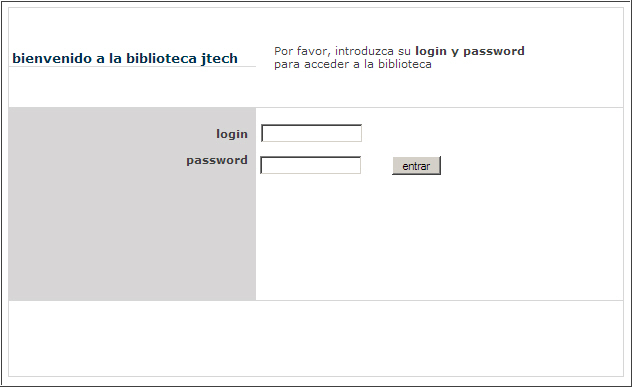 bienvenido a la biblioteca jtech
Por favor, introduzca su login y password
para acceder a la biblioteca
login
password
entrar